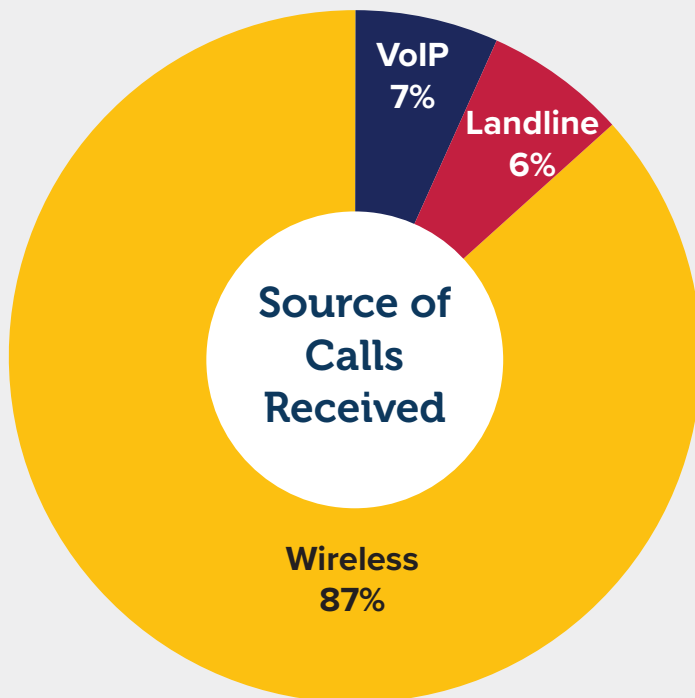 VoIP
7%
Landline
6%
Source of
Calls
Received
Wireless
87%